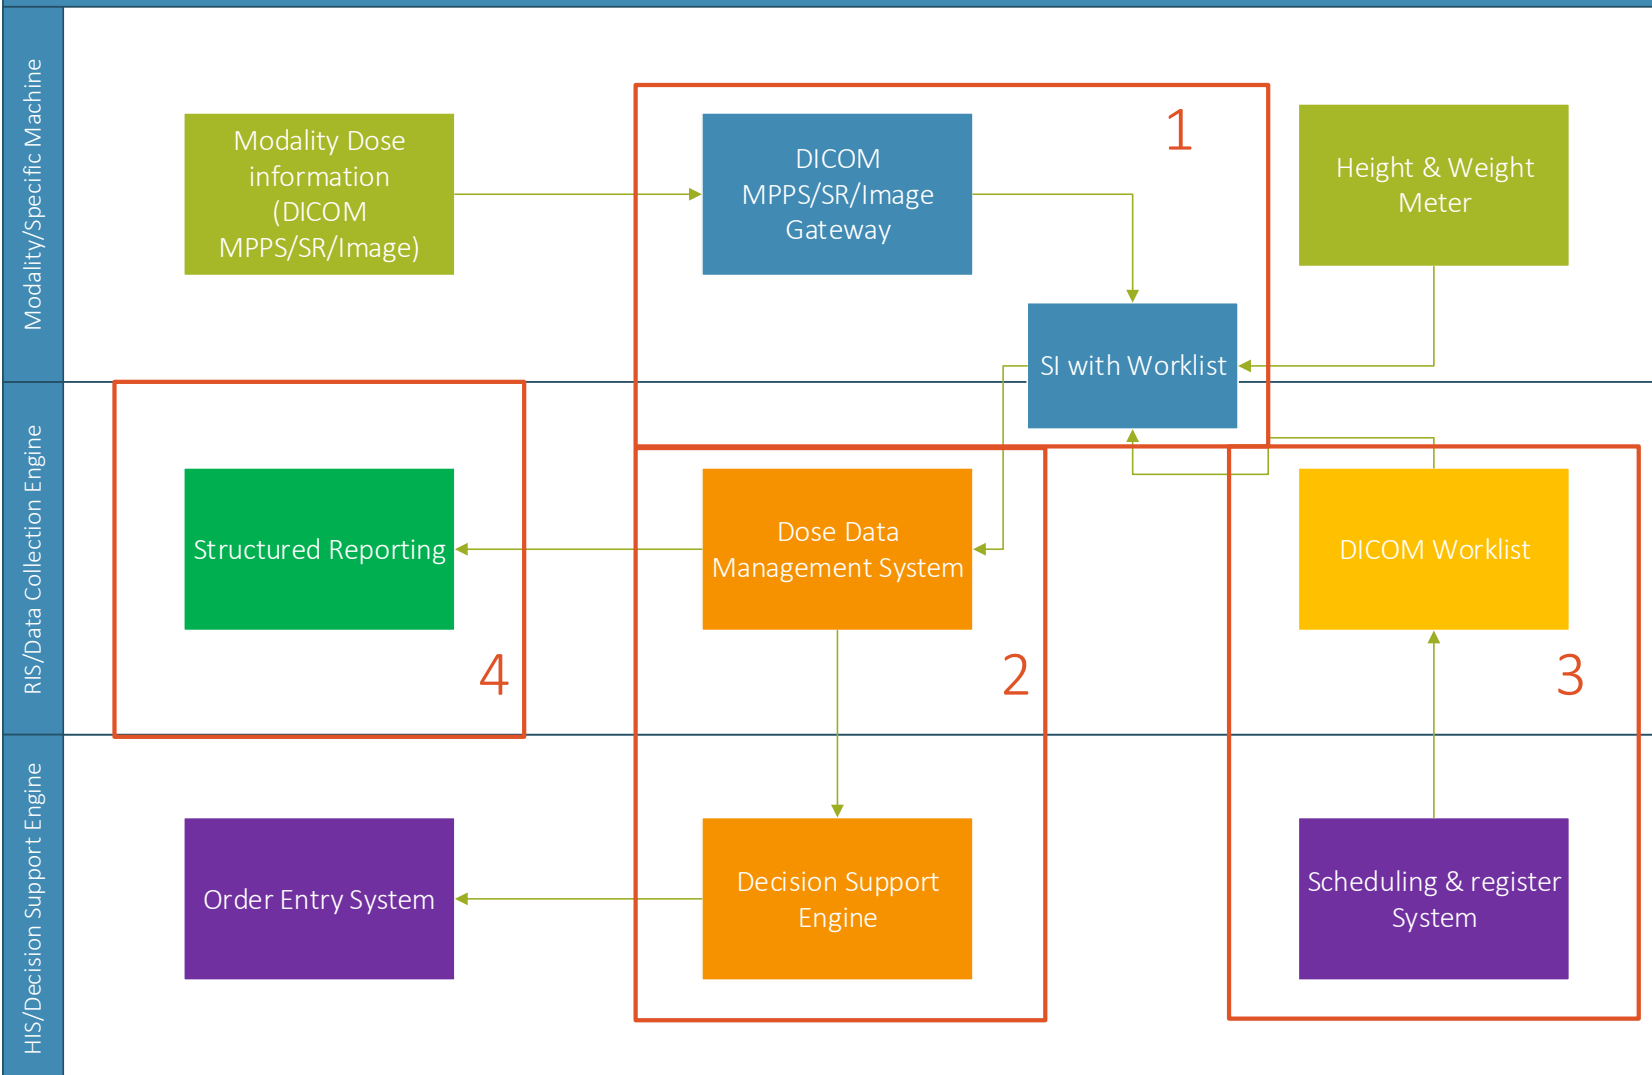 Modality/Specific Machine
Modality Dose
information
(DICOM
MPPS/SR/Image)
DICOM
MPPS/SR/Image
Gateway
1
Height & Weight
Meter
SI with Worklist
RIS/Data Collection Engine
Structured Reporting
4
Dose Data
Management System
2
DICOM Worklist
3
HIS/Decision Support Engine
Order Entry System
Decision Support
Engine
Scheduling & register
System